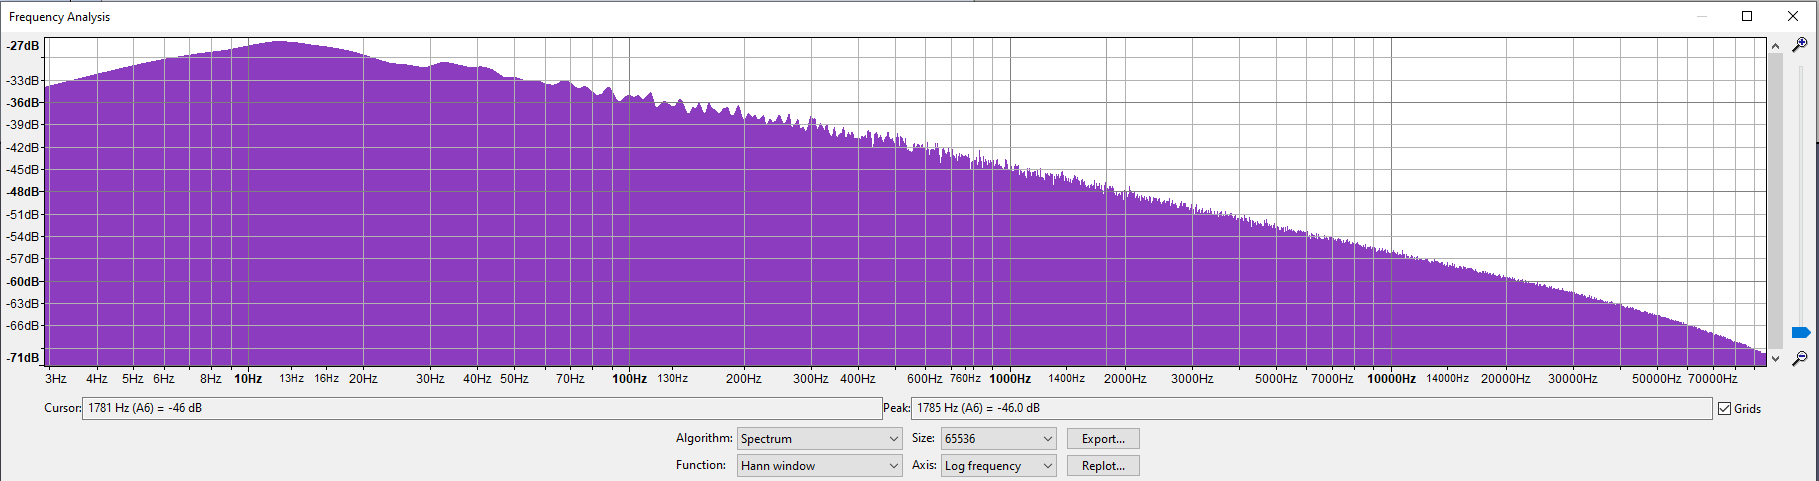 Frequency Analysis
-27dB
-33dB
-36dB
-39dB
-42dB
-45dB
-48dB
-51dB
-54dB
-57dB
-60dB
-63dB
-66dB
-71dB
3Hz 4Hz 5Hz 6Hz 8Hz 10Hz 13Hz 16Hz 20Hz 30Hz 40Hz 50Hz 70Hz 100Hz 130Hz 200Hz 300Hz 400Hz 600Hz 760Hz 1000Hz 1400Hz 2000Hz 3000Hz 5000Hz 7000Hz 10000Hz 14000Hz 20000Hz 30000Hz 50000Hz 70000Hz
Cursor: 1781 Hz (A6) = -46 dB Peak: 1785 Hz (A6) = -46.0 dB Grids
Algorithm: Spectrum Size: 65536 Export...
Function: Hann window Axis: Log frequency Replot...